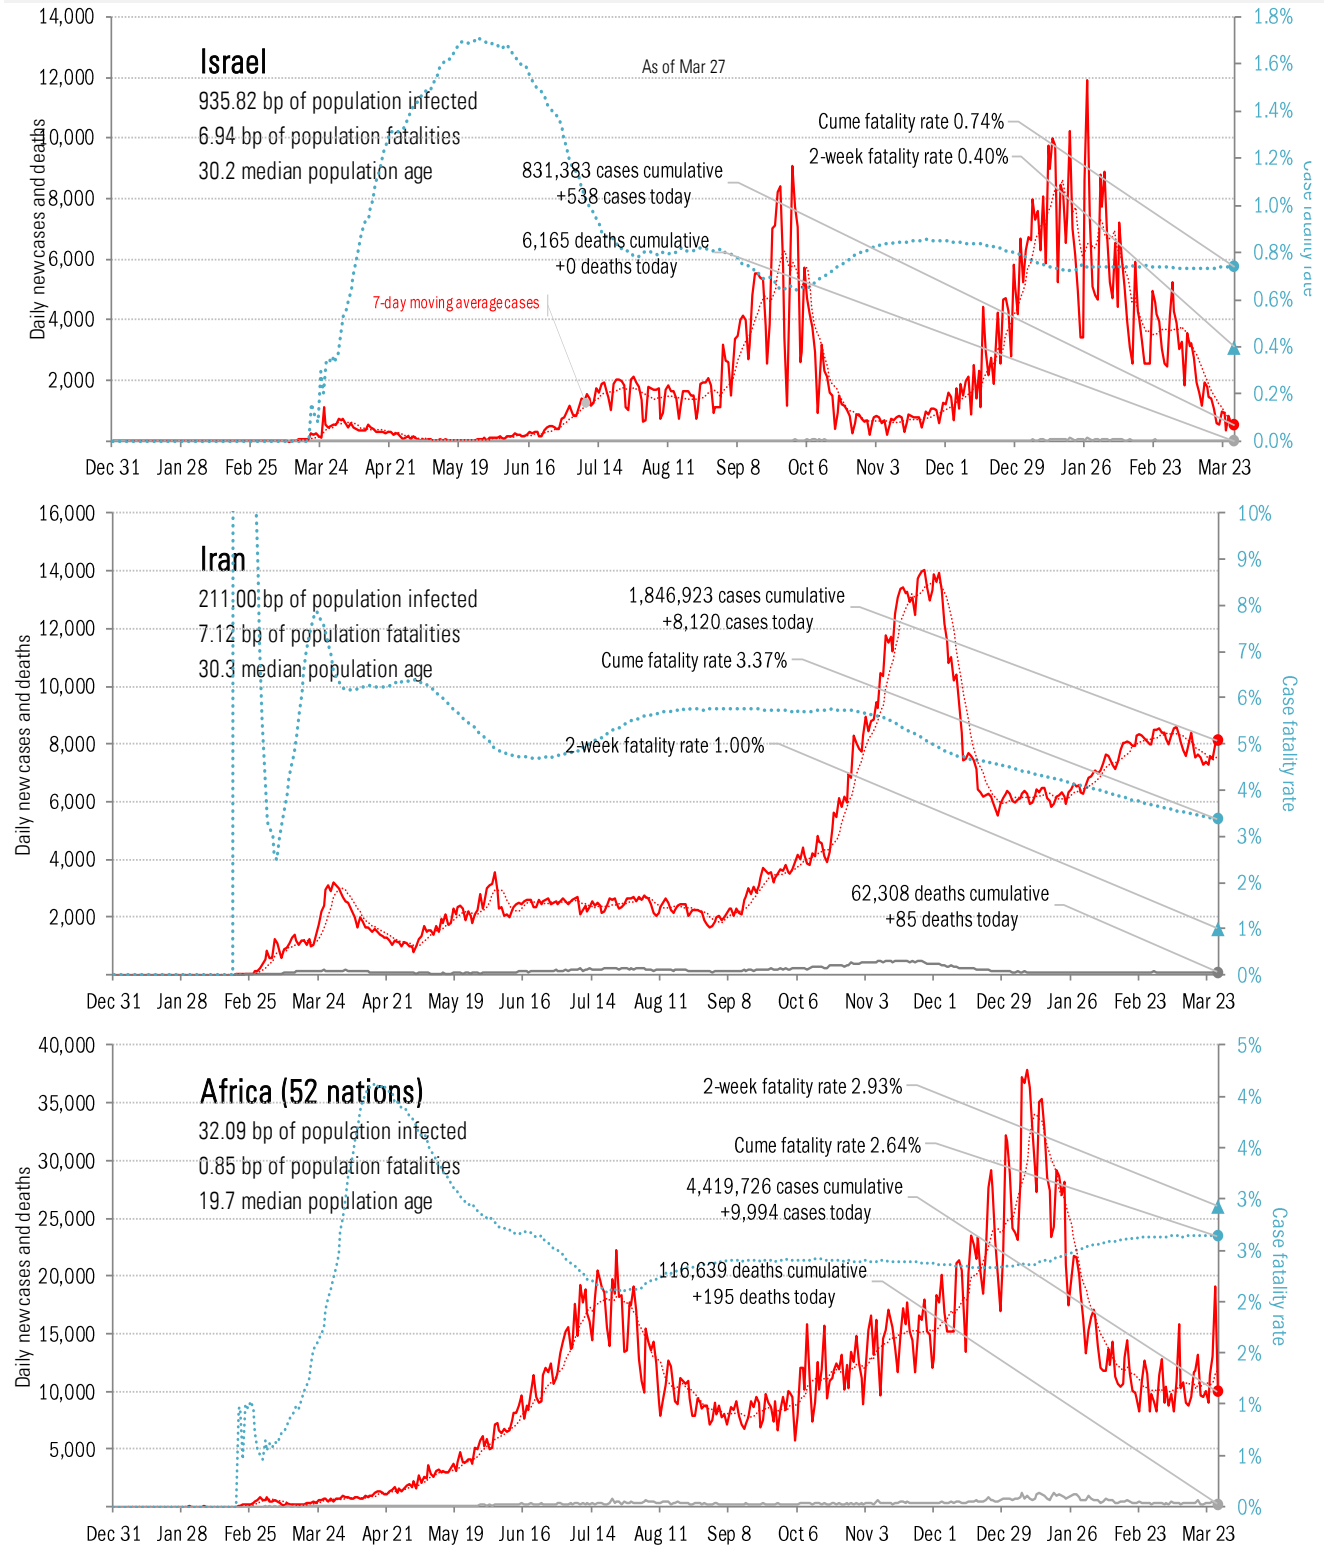 14,000
1.8%
Israel
As of Mar 27
12,000
1.6%
935.82 bp of population infected
1.4%
Cume fatality rate 0.74%
10,000
6.94 bp of population fatalities
2-week fatality rate 0.40%
1.2%
30.2 median population age
831,383 cases cumulative
+538 cases today
8,000
1.0%
6,165 deaths cumulative
+0 deaths today
6,000
0.8%
7-day moving average cases
0.6%
4,000
0.4%
2,000
0.2%
0.0%
Daily new cases and deaths
Case fatality rate
Dec 31 Jan 28 Feb 25 Mar 24 Apr 21 May 19 Jun 16 Jul 14 Aug 11 Sep 8 Oct 6 Nov 3 Dec 1 Dec 29 Jan 26 Feb 23 Mar 23
16,000
10%
Iran
14,000
9%
211.00 bp of population infected
1,846,923 cases cumulative
+8,120 cases today
8%
12,000
7.12 bp of population fatalities
Cume fatality rate 3.37%
7%
30.3 median population age
10,000
6%
2-week fatality rate 1.00%
8,000
5%
6,000
4%
3%
4,000
62,308 deaths cumulative
+85 deaths today
2%
2,000
1%
0%
Daily new cases and deaths
Case fatality rate
Dec 31 Jan 28 Feb 25 Mar 24 Apr 21 May 19 Jun 16 Jul 14 Aug 11 Sep 8 Oct 6 Nov 3 Dec 1 Dec 29 Jan 26 Feb 23 Mar 23
40,000
5%
Africa (52 nations)
2-week fatality rate 2.93%
4%
35,000
32.09 bp of population infected
Cume fatality rate 2.64%
4%
30,000
0.85 bp of population fatalities
4,419,726 cases cumulative
+9,994 cases today
3%
19.7 median population age
25,000
3%
116,639 deaths cumulative
+195 deaths today
20,000
2%
15,000
2%
10,000
1%
5,000
1%
0%
Daily new cases and deaths
Case fatality rate
Dec 31 Jan 28 Feb 25 Mar 24 Apr 21 May 19 Jun 16 Jul 14 Aug 11 Sep 8 Oct 6 Nov 3 Dec 1 Dec 29 Jan 26 Feb 23 Mar 23